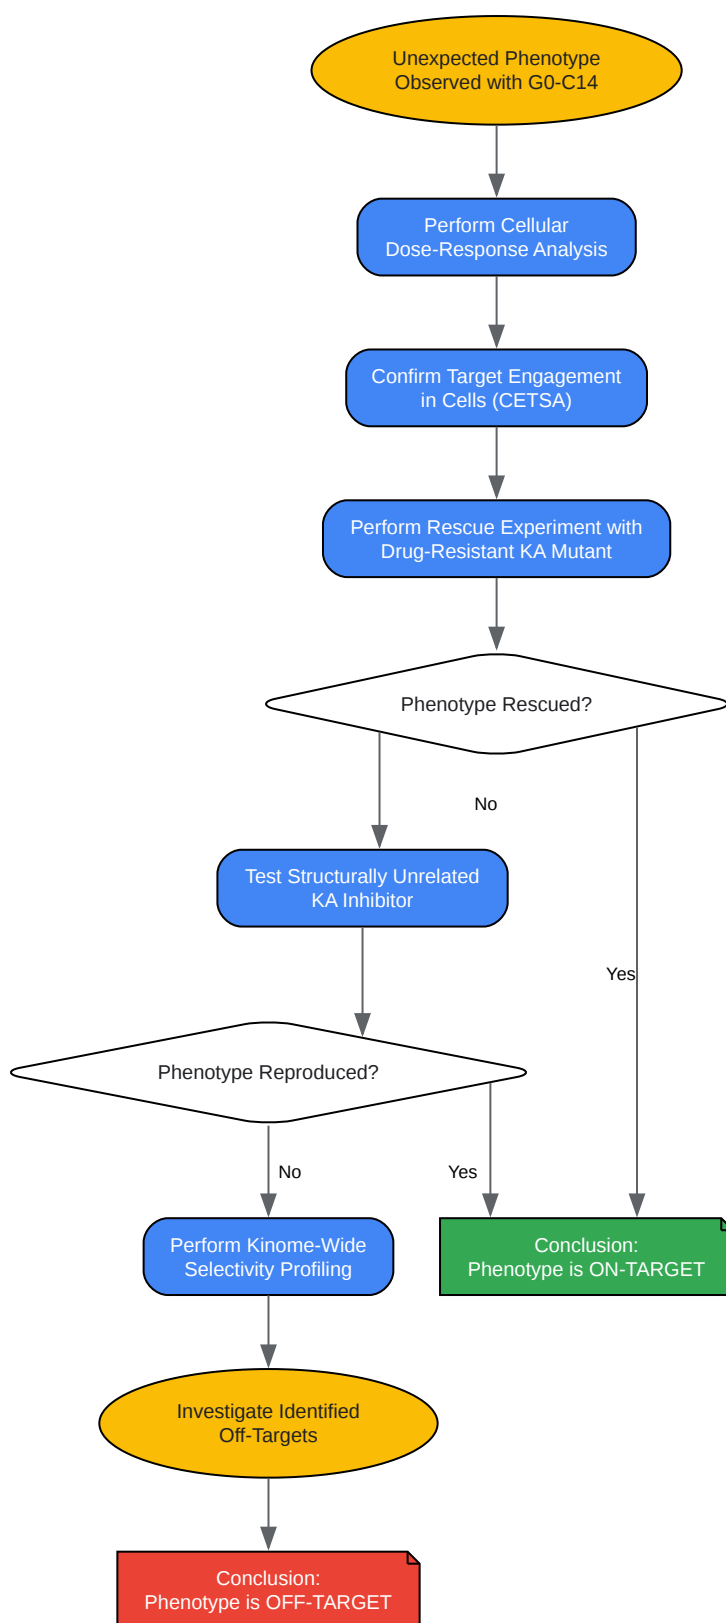 Unexpected Phenotype
Observed with G0-C14
Perform Cellular
Dose-Response Analysis
Confirm Target Engagement
in Cells (CETSA)
Perform Rescue Experiment with
Drug-Resistant KA Mutant
Phenotype Rescued?
No
Test Structurally Unrelated
KA Inhibitor
Yes
Phenotype Reproduced?
No
Yes
Perform Kinome-Wide
Selectivity Profiling
Conclusion:
Phenotype is ON-TARGET
Investigate Identified
Off-Targets
Conclusion:
Phenotype is OFF-TARGET